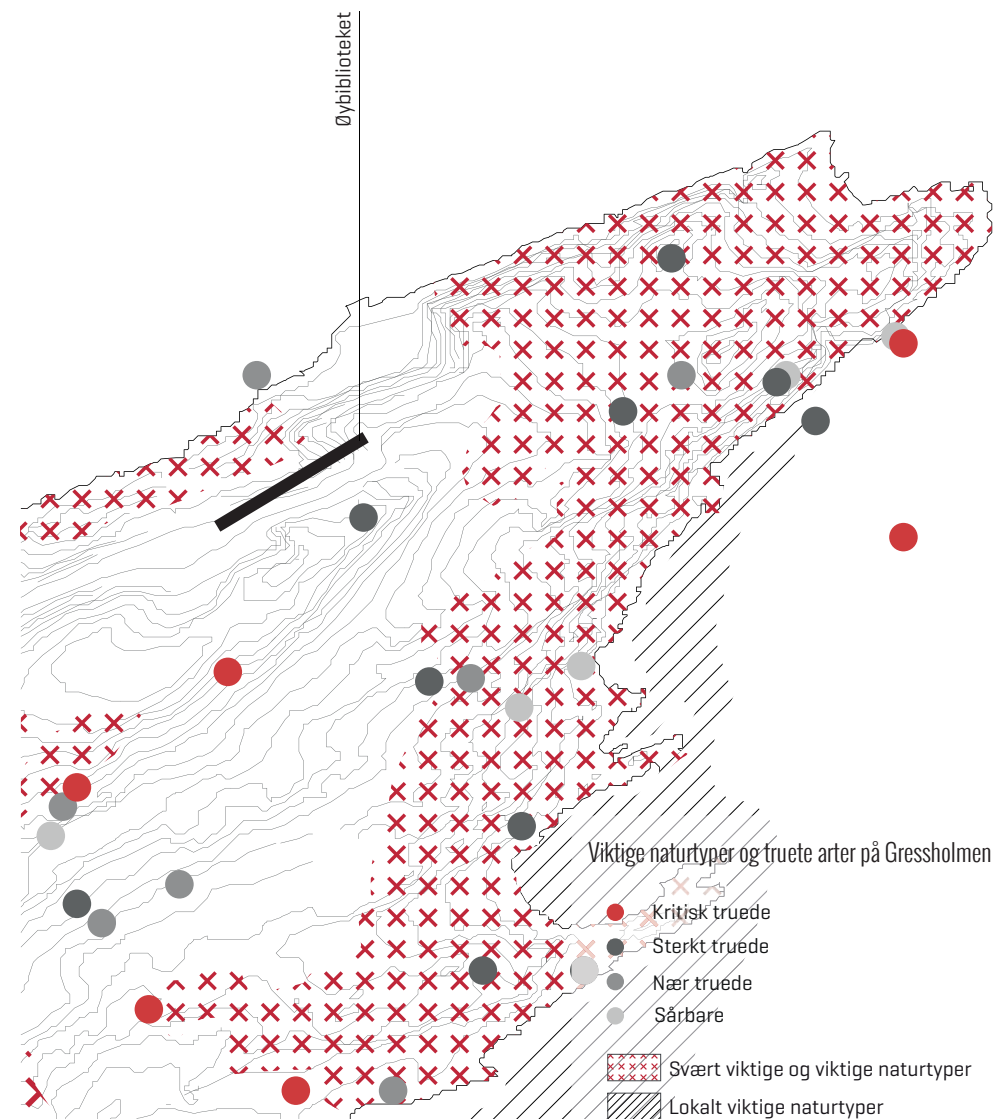 Øybiblioteket
Viktige naturtyper og truete arter på Gressholmen
Kritisk truede
Sterkt truede
Nær truede
Sårbare
Svært viktige og viktige naturtyper
Lokalt viktige naturtyper